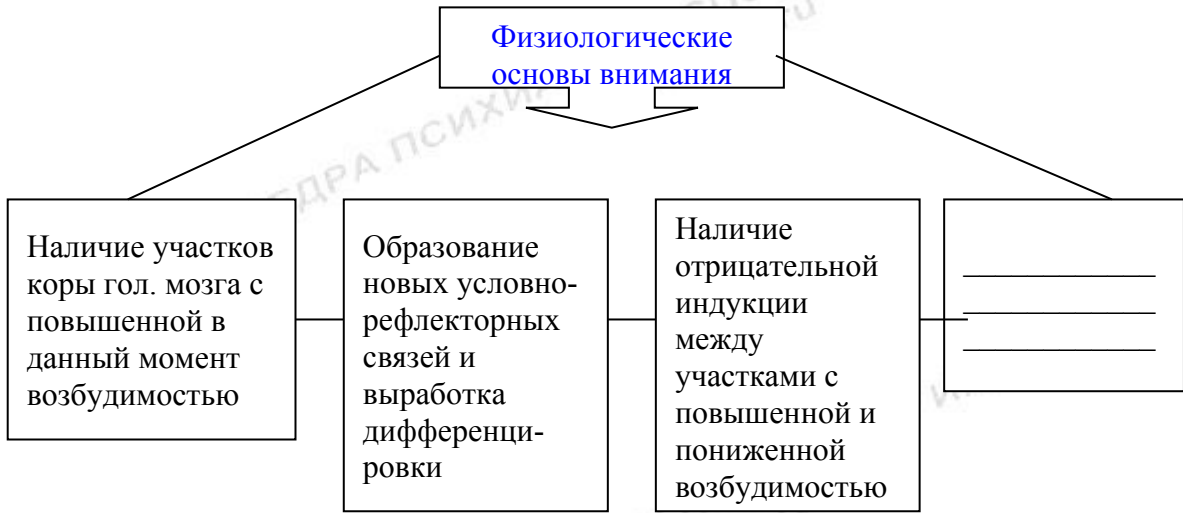 Физиологические
основы внимания
Наличие участков
коры гол. мозга с
повышенной в
данный момент
возбудимостью
Образование
новых условно-
рефлекторных
связей и
выработка
дифференци-
ровки
Наличие
отрицательной
индукции
между
участками с
повышенной и
пониженной
возбудимостью